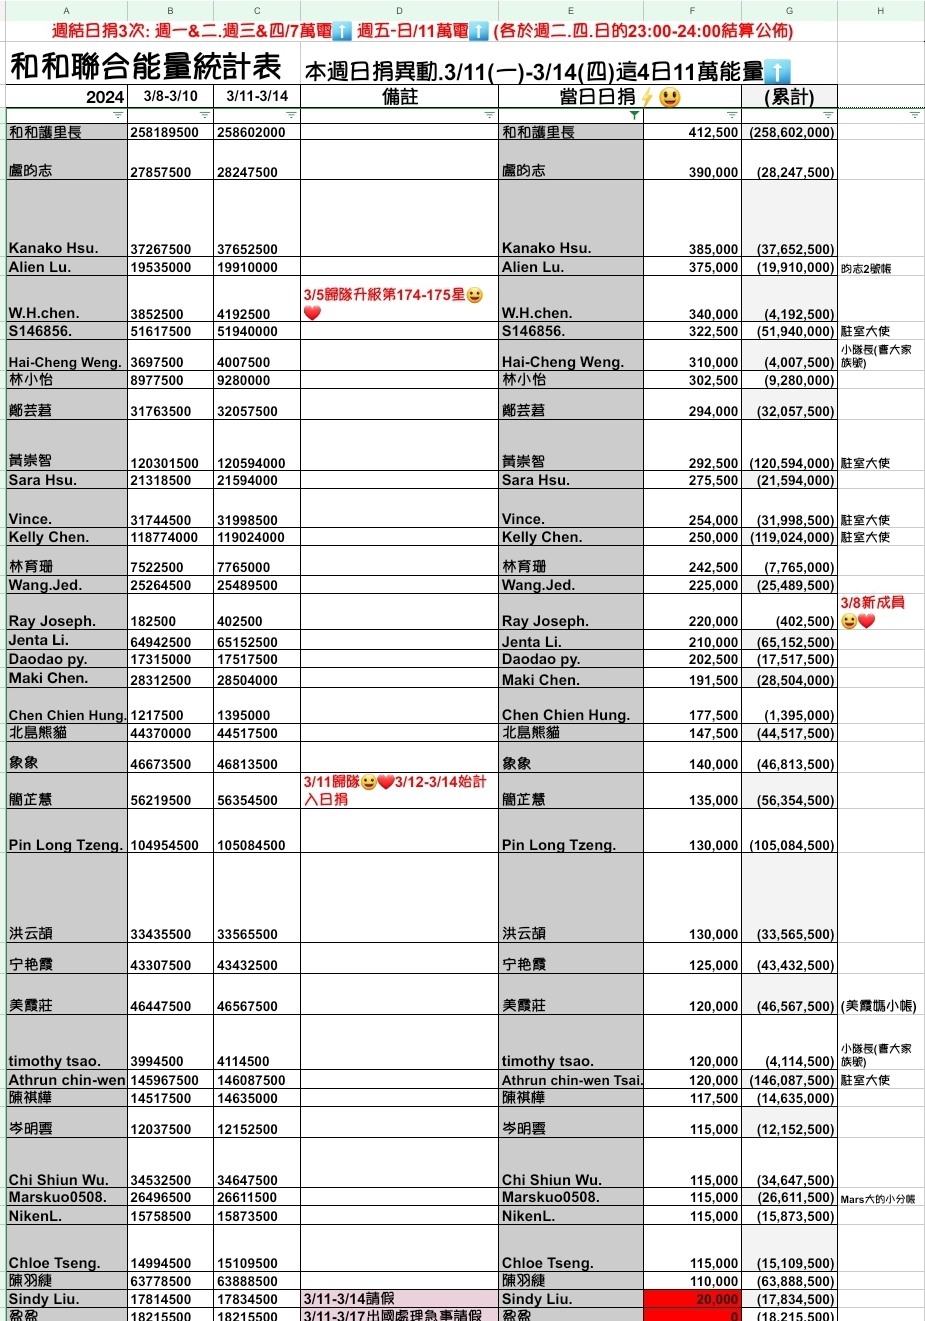 A B C D E F G H
週結日捐3次: 週一&二.週三&四/7萬電⬆️ 週五-日/11萬電⬆️ (各於週二.四.日的23:00-24:00結算公佈)
和和聯合能量統計表 本週日捐異動.3/11(一)-3/14(四)這4日11萬能量⬆️
2024 3/8-3/10 3/11-3/14 備註 當日日捐⚡😃 (累計)
和和護里長 258189500 258602000 和和護里長 412,500 (258,602,000)
盧昀志 27857500 28247500 盧昀志 390,000 (28,247,500)
Kanako Hsu. 37267500 37652500 Kanako Hsu. 385,000 (37,652,500)
Alien Lu. 19535000 19910000 Alien Lu. 375,000 (19,910,000) 昀志2號帳
3/5歸隊升級第174-175星😀
W.H.chen. 3852500 4192500 ❤️ W.H.chen. 340,000 (4,192,500)
S146856. 51617500 51940000 S146856. 322,500 (51,940,000) 駐室大使
小隊長(曹大家
Hai-Cheng Weng. 3697500 4007500 Hai-Cheng Weng. 310,000 (4,007,500) 族號)
林小怡 8977500 9280000 林小怡 302,500 (9,280,000)
鄭芸菪 31763500 32057500 鄭芸菪 294,000 (32,057,500)
黃崇智 120301500 120594000 黃崇智 292,500 (120,594,000) 駐室大使
Sara Hsu. 21318500 21594000 Sara Hsu. 275,500 (21,594,000)
Vince. 31744500 31998500 Vince. 254,000 (31,998,500) 駐室大使
Kelly Chen. 118774000 119024000 Kelly Chen. 250,000 (119,024,000) 駐室大使
林育珊 7522500 7765000 林育珊 242,500 (7,765,000)
Wang.Jed. 25264500 25489500 Wang.Jed. 225,000 (25,489,500)
3/8新成員
Ray Joseph. 182500 402500 Ray Joseph. 220,000 (402,500) 😀❤️
Jenta Li. 64942500 65152500 Jenta Li. 210,000 (65,152,500)
Daodao py. 17315000 17517500 Daodao py. 202,500 (17,517,500)
Maki Chen. 28312500 28504000 Maki Chen. 191,500 (28,504,000)
Chen Chien Hung. 1217500 1395000 Chen Chien Hung. 177,500 (1,395,000)
北島熊貓 44370000 44517500 北島熊貓 147,500 (44,517,500)
象象 46673500 46813500 象象 140,000 (46,813,500)
3/11歸隊😀❤️3/12-3/14始計
簡芷慧 56219500 56354500 入日捐 簡芷慧 135,000 (56,354,500)
Pin Long Tzeng. 104954500 105084500 Pin Long Tzeng. 130,000 (105,084,500)
洪云頡 33435500 33565500 洪云頡 130,000 (33,565,500)
宁艳霞 43307500 43432500 宁艳霞 125,000 (43,432,500)
美霞莊 46447500 46567500 美霞莊 120,000 (46,567,500) (美霞媽小帳)
小隊長(曹大家
timothy tsao. 3994500 4114500 timothy tsao. 120,000 (4,114,500) 族號)
Athrun chin-wen 145967500 146087500 Athrun chin-wen Tsai. 120,000 (146,087,500) 駐室大使
陳祺樺 14517500 14635000 陳祺樺 117,500 (14,635,000)
岑明雲 12037500 12152500 岑明雲 115,000 (12,152,500)
Chi Shiun Wu. 34532500 34647500 Chi Shiun Wu. 115,000 (34,647,500)
Marskuo0508. 26496500 26611500 Marskuo0508. 115,000 (26,611,500) Mars大的小分帳
NikenL. 15758500 15873500 NikenL. 115,000 (15,873,500)
Chloe Tseng. 14994500 15109500 Chloe Tseng. 115,000 (15,109,500)
陳羽緁 63778500 63888500 陳羽緁 110,000 (63,888,500)
Sindy Liu. 17814500 17834500 3/11-3/14請假 Sindy Liu. 20,000 (17,834,500)
盈盈 18215500 18215500 3/11-3/17出國處理急事請假 盈盈 0 (18,215,500)